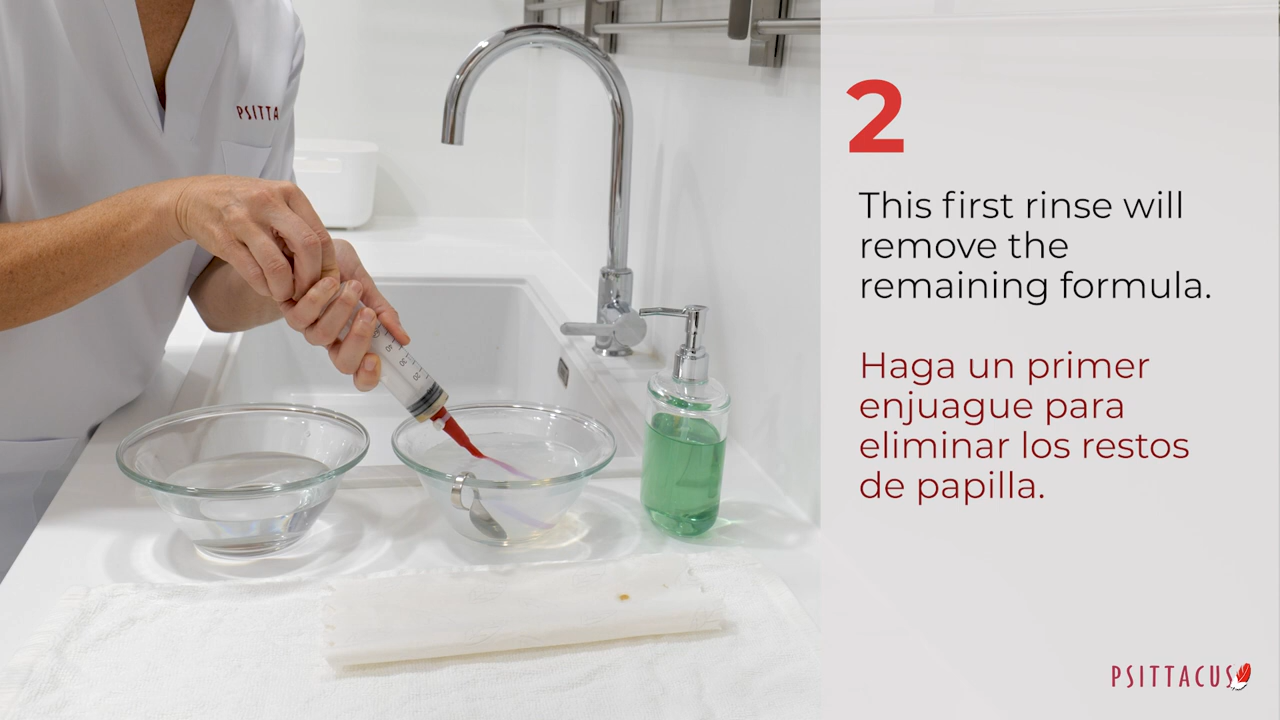 PSITTA
2
This first rinse will
remove the
remaining formula.
Haga un primer
enjuague para
eliminar los restos
de papilla.
PSITTACUS